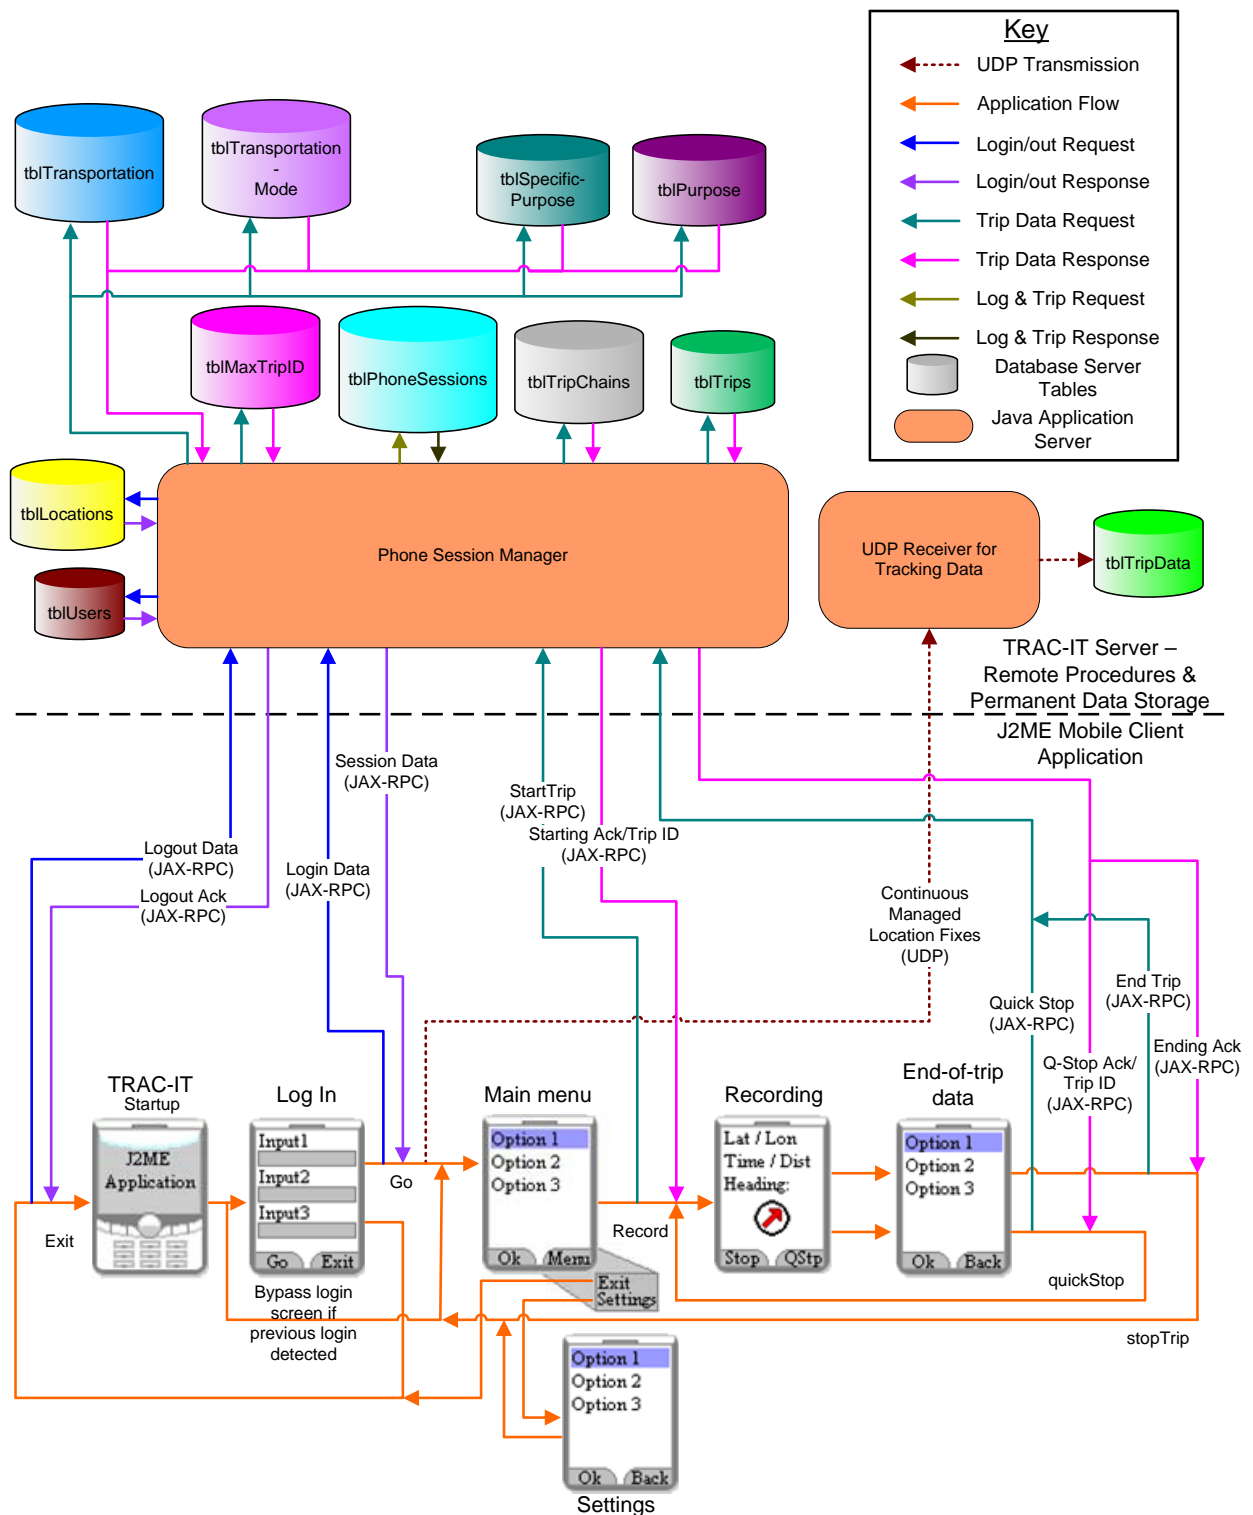 Key
UDP Transmission
Application Flow
Login/out Request
Login/out Response
Trip Data Request
Trip Data Response
Log & Trip Request
Log & Trip Response
Database Server
Tables
Java Application
Server
tblTransportation
tblTransportation
-
Mode
tblSpecific-
Purpose
tblPurpose
tblMaxTripID
tblPhoneSessions
tblTripChains
tblTrips
tblLocations
tblUsers
Phone Session Manager
UDP Receiver for
Tracking Data
tblTripData
TRAC-IT Server –
Remote Procedures &
Permanent Data Storage
J2ME Mobile Client
Application
Session Data
(JAX-RPC)
StartTrip
(JAX-RPC)
Starting Ack/Trip ID
(JAX-RPC)
Logout Data
(JAX-RPC)
Login Data
(JAX-RPC)
Logout Ack
(JAX-RPC)
Continuous
Managed
Location Fixes
(UDP)
Quick Stop
(JAX-RPC)
End Trip
(JAX-RPC)
Ending Ack
(JAX-RPC)
Q-Stop Ack/
Trip ID
(JAX-RPC)
TRAC-IT
Startup
Log In
Main menu
Recording
End-of-trip
data
J2ME
Application
Input1
Input2
Input3
Go Exit
Option 1
Option 2
Option 3
Ok Menu
Lat / Lon
Time / Dist
Heading:
Stop QStp
Option 1
Option 2
Option 3
Ok Back
Exit
Go
Record
Exit
Settings
quickStop
stopTrip
Bypass login
screen if
previous login
detected
Option 1
Option 2
Option 3
Ok Back
Settings